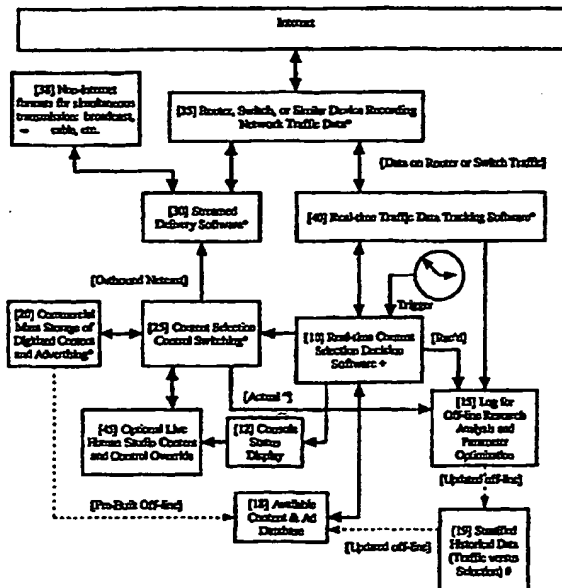 Internet
[38] Non-Internet
formats for simultaneous
transmission: broadcast,
cable, etc.
[35] Router, Switch, or Similar Device Recording
Network Traffic Data*
[Data on Router or Switch Traffic]
[30] Streamed
Delivery Software*
[40] Real-time Traffic Data Tracking Software*
[Outbound Netcast]
Trigger
[20] Commercial
Mass Storage of
Digitized Content
and Advertising*
[25] Content Selection
Control Switching*
[10] Real-time Content
Selection Decision
Software +
[Rec'd]
[Actual *]
[15] Log for
Off-line Research
Analysis and
Parameter
Optimization
[45] Optional Live
Human Studio Content
and Control Override
[12] Console
Status
Display
[Updated off-line]
[Pre-Built Off-line]
[18] Available
Content & Ad
Database
[Updated off-line]
[19] Stratified
Historical Data
(Traffic versus
Selection) #